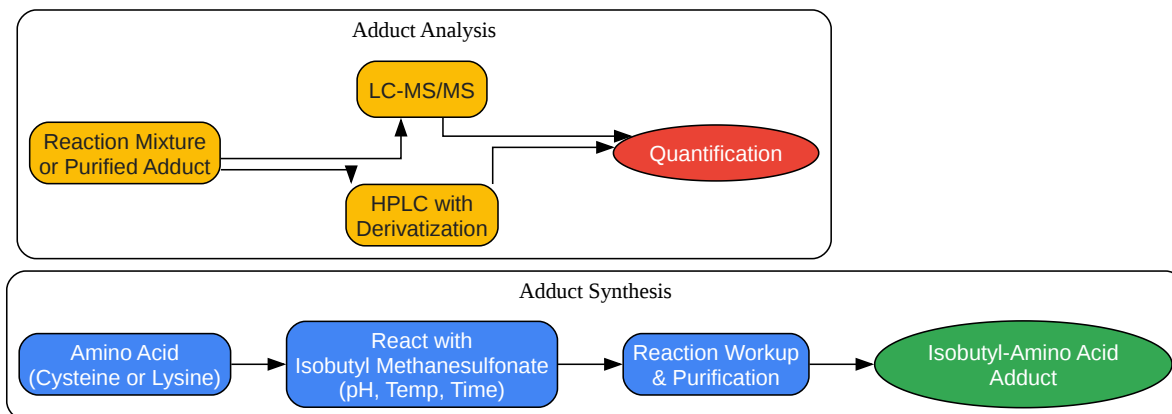 Adduct Analysis
LC-MS/MS
Reaction Mixture
or Purified Adduct
Quantification
HPLC with
Derivatization
Adduct Synthesis
Amino Acid
(Cysteine or Lysine)
React with
Isobutyl Methanesulfonate
(pH, Temp, Time)
Reaction Workup
& Purification
Isobutyl-Amino Acid
Adduct